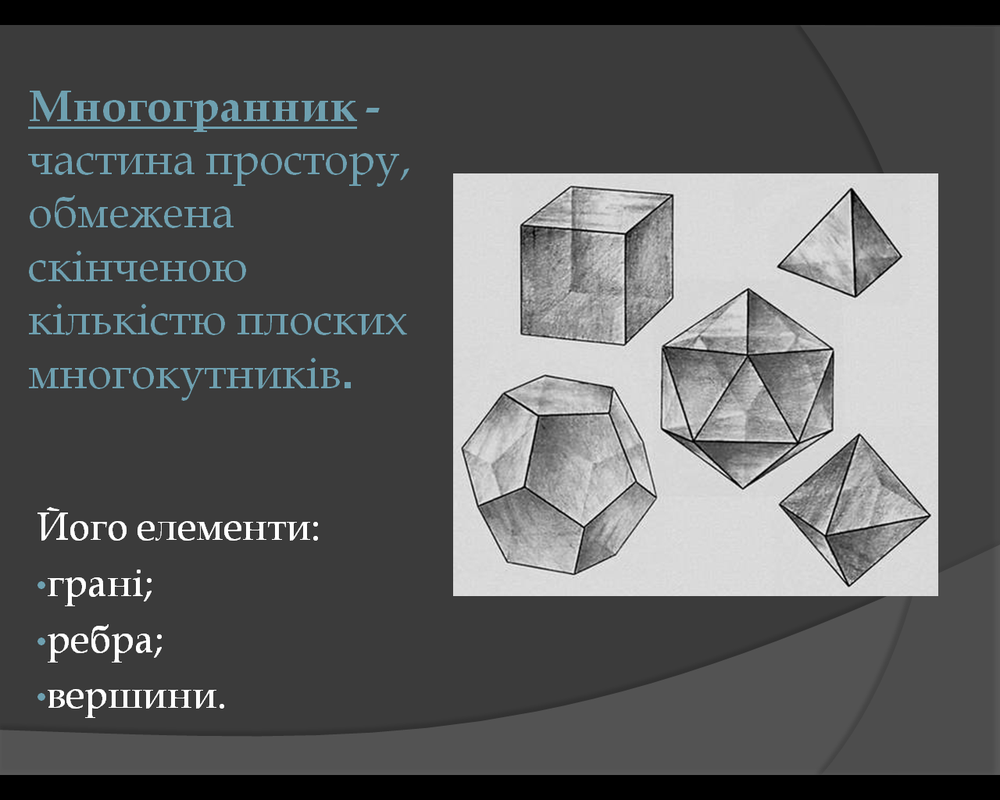 Многогранник -
частина простору,
обмежена
скінченою
кількістю плоских
многокутників.
Його елементи:
•грані;
•ребра;
•вершини.